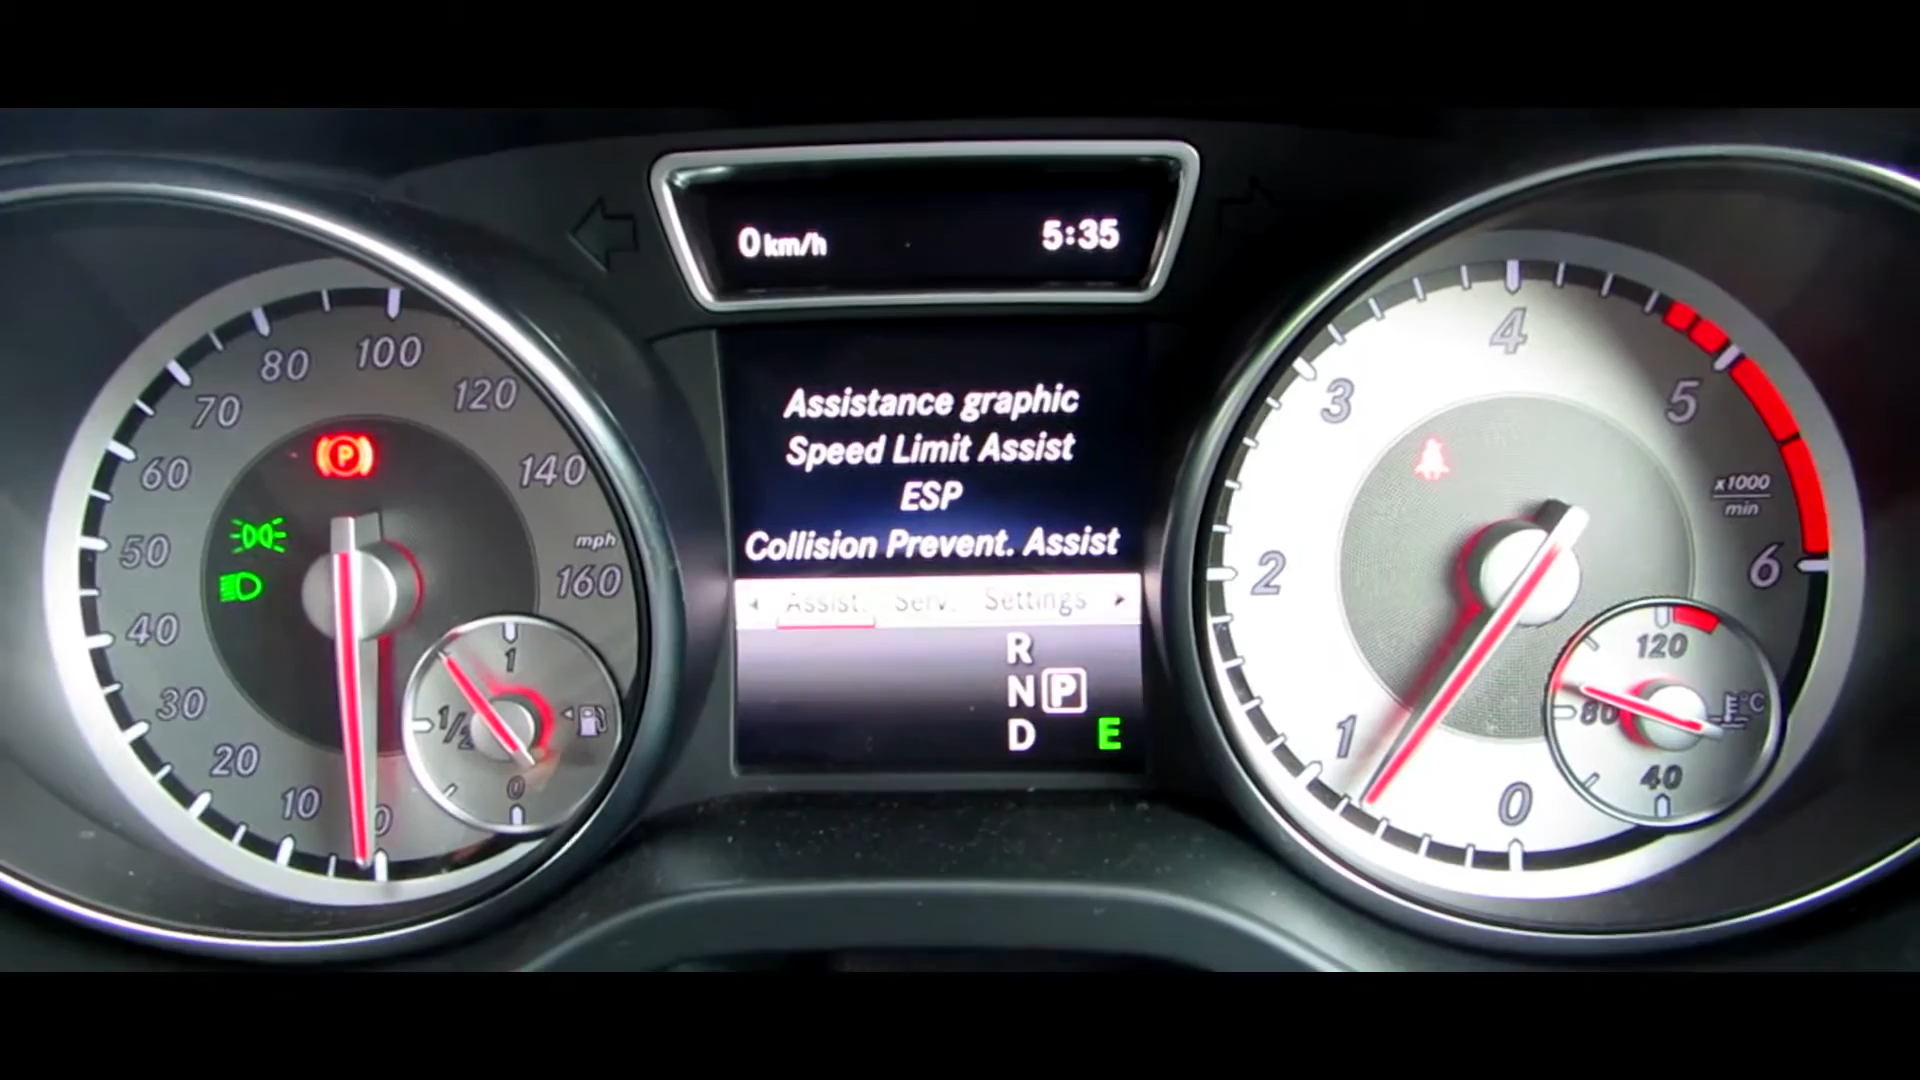 0 km/h 5:35
Assistance graphic
Speed Limit Assist
ESP
Collision Prevent. Assist
Assist. Serv. Settings
R
N P
D E
0
10
20
30
40
50
60
70
80
100
120
140
160
mph
P
1
1/2
0
0
1
2
3
4
5
6
x1000
min
120
80
40
°C